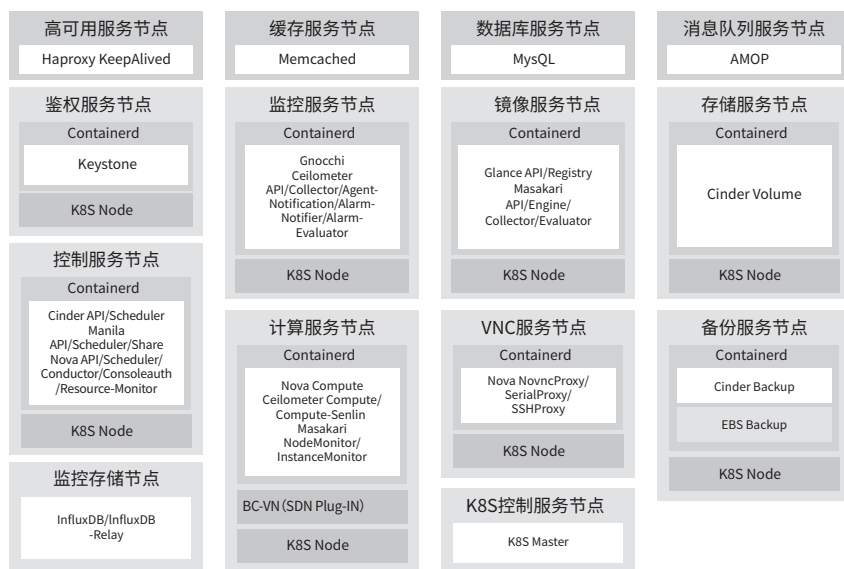 高可用服务节点
Haproxy KeepAlived
缓存服务节点
Memcached
数据库服务节点
MysQL
消息队列服务节点
AMOP
鉴权服务节点
Containerd
Keystone
K8S Node
监控服务节点
Containerd
Gnocchi
Ceilometer
API/Collector/Agent-
Notification/Alarm-
Notifier/Alarm-
Evaluator
K8S Node
镜像服务节点
Containerd
Glance API/Registry
Masakari
API/Engine/
Collector/Evaluator
K8S Node
存储服务节点
Containerd
Cinder Volume
K8S Node
控制服务节点
Containerd
Cinder API/Scheduler
Manila
API/Scheduler/Share
Nova API/Scheduler/
Conductor/Consoleauth
/Resource-Monitor
K8S Node
计算服务节点
Containerd
Nova Compute
Ceilometer Compute/
Compute-Senlin
Masakari
NodeMonitor/
InstanceMonitor
BC-VN（SDN Plug-IN）
K8S Node
VNC服务节点
Containerd
Nova NovncProxy/
SerialProxy/
SSHProxy
K8S Node
备份服务节点
Containerd
Cinder Backup
EBS Backup
K8S Node
监控存储节点
InfluxDB/InfluxDB
-Relay
K8S控制服务节点
K8S Master